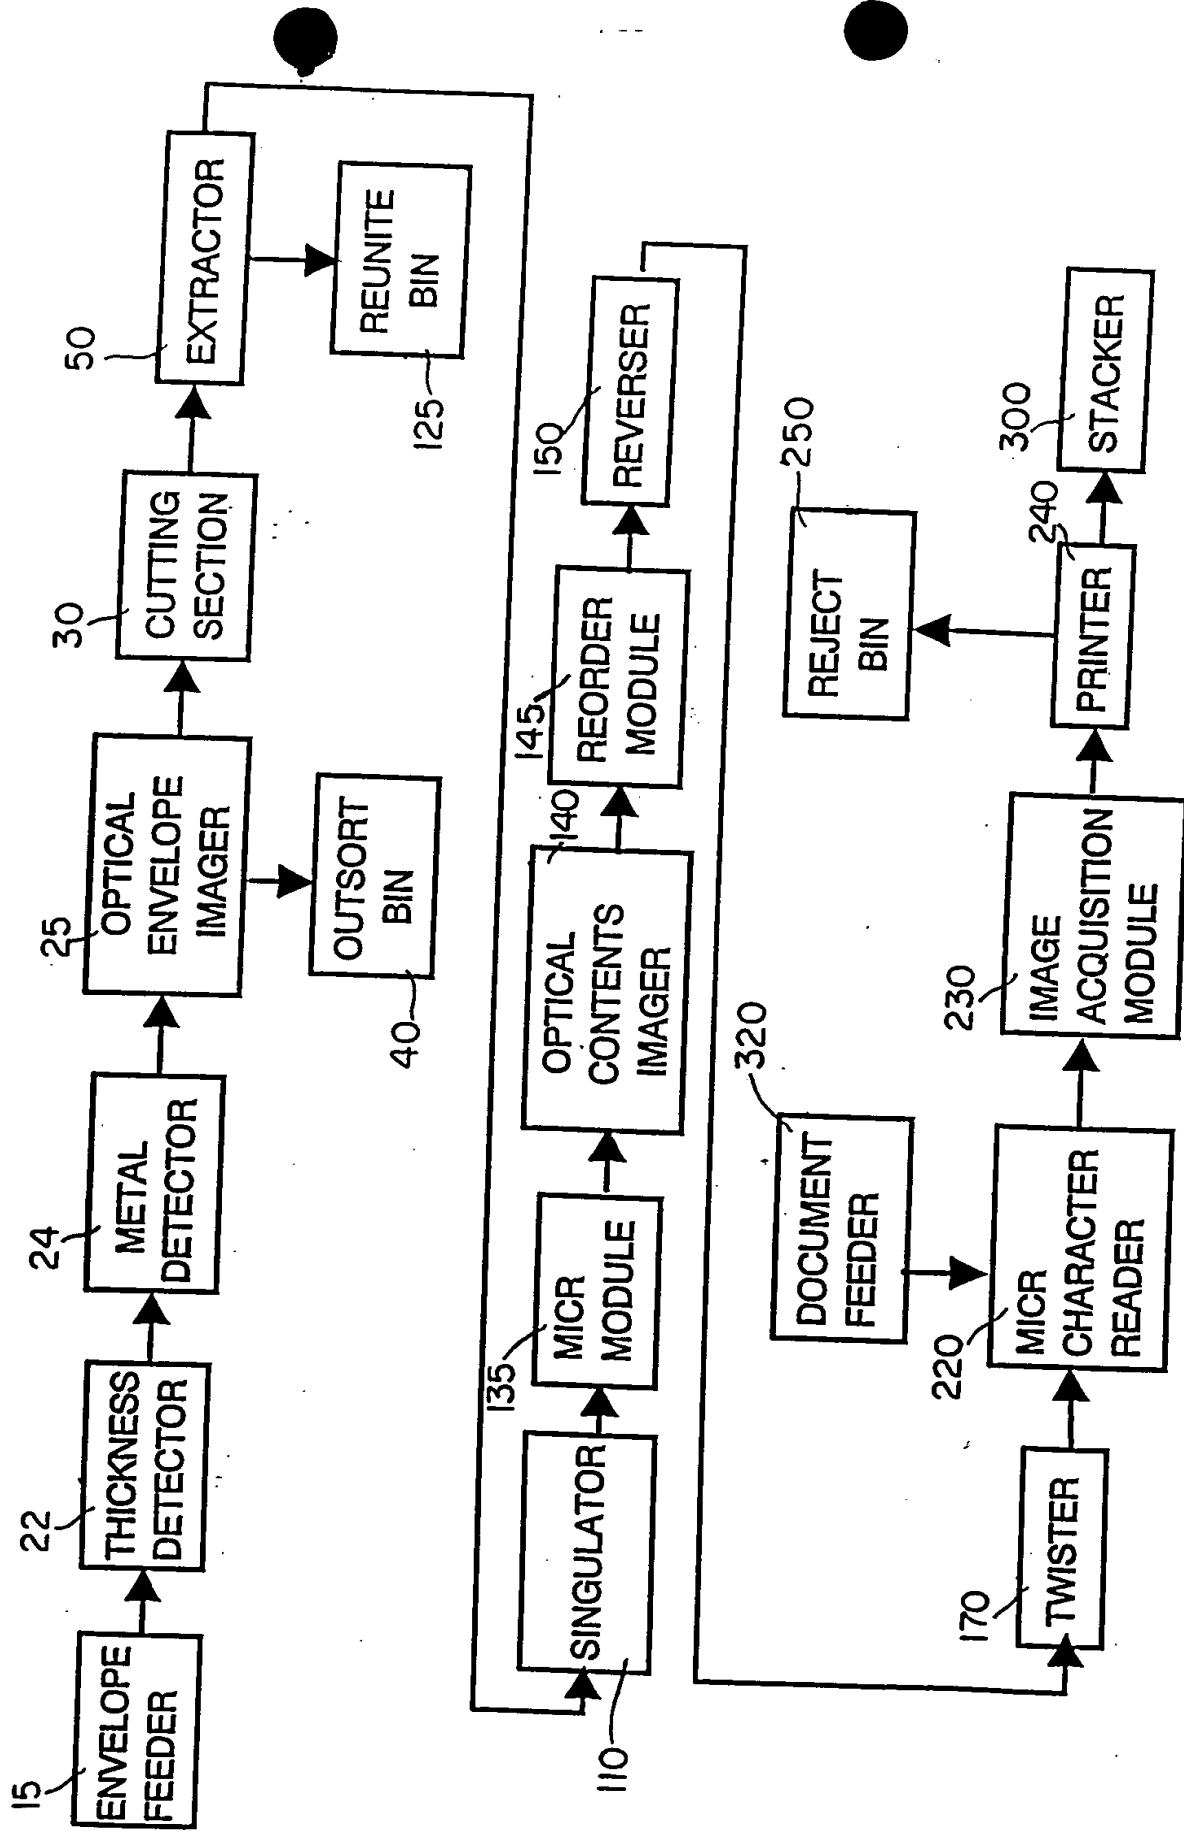 15
ENVELOPE
FEEDER
22
THICKNESS
DETECTOR
24
METAL
DETECTOR
25
OPTICAL
ENVELOPE
IMAGER
30
CUTTING
SECTION
50
EXTRACTOR
40
OUTSORT
BIN
125
REUNITE
BIN
110
SINGULATOR
135
MICR
MODULE
140
OPTICAL
CONTENTS
IMAGER
145
REORDER
MODULE
150
REVERSER
320
DOCUMENT
FEEDER
250
REJECT
BIN
170
TWISTER
220
MICR
CHARACTER
READER
230
IMAGE
ACQUISITION
MODULE
240
PRINTER
300
STACKER